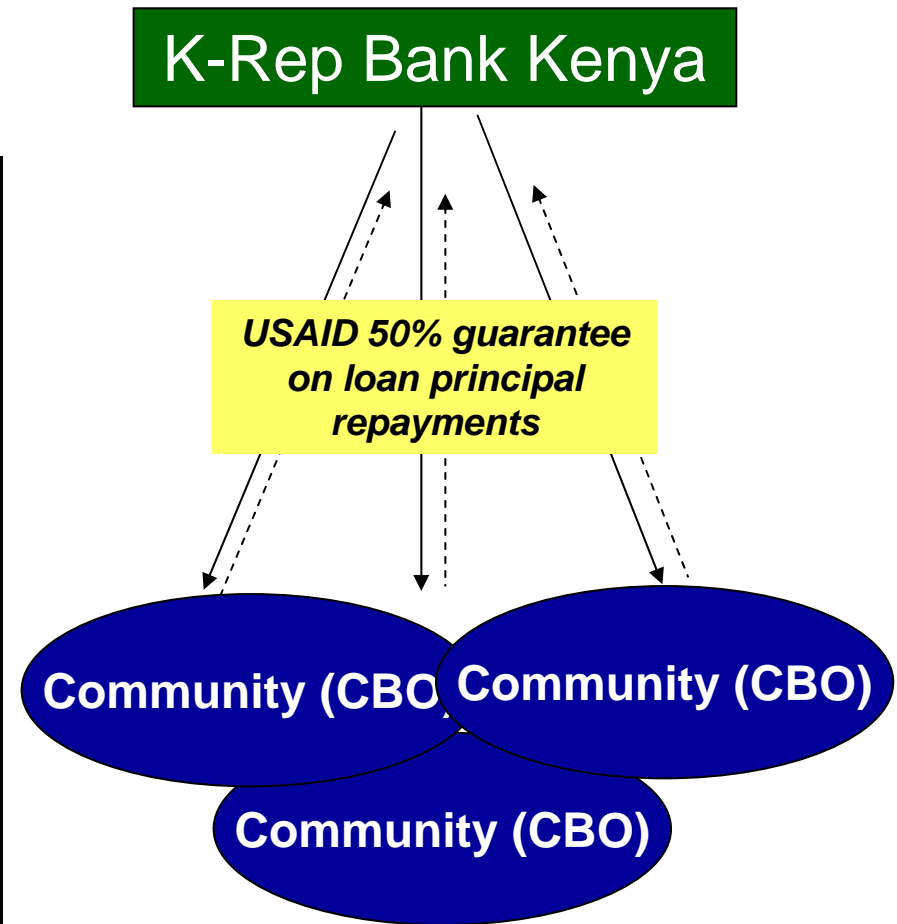 K-Rep Bank Kenya
USAID 50% guarantee
on loan principal
repayments
Community (CBO)
Community (CBO)
Community (CBO)